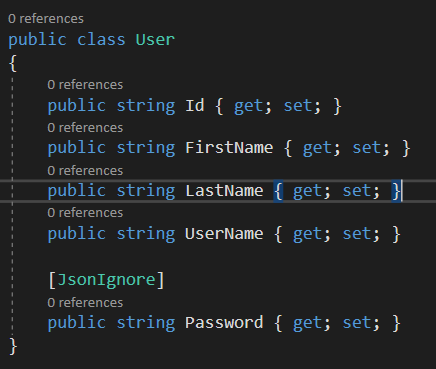 0 references
public class User
{
0 references
public string Id { get; set; }
0 references
public string FirstName { get; set; }
0 references
public string LastName { get; set; }
0 references
public string UserName { get; set; }
[JsonIgnore]
0 references
public string Password { get; set; }
}